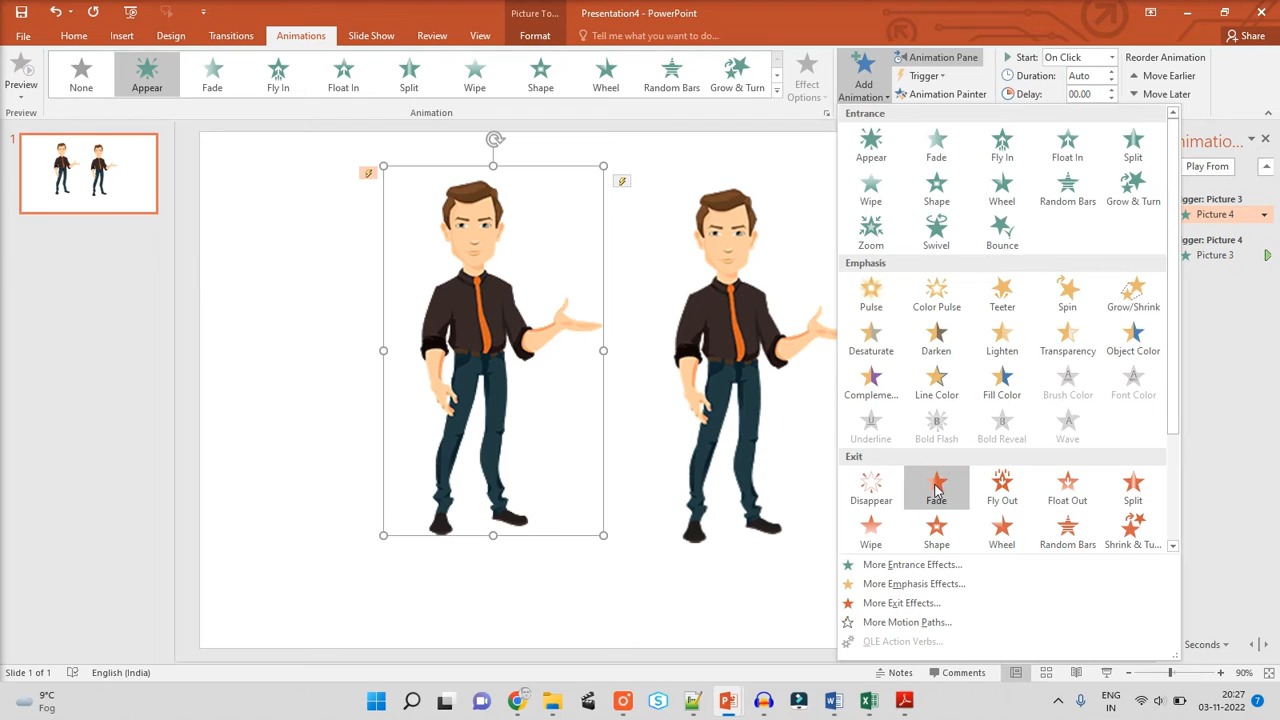 Picture To...
Presentation4 - PowerPoint
File
Home
Insert
Design
Transitions
Animations
Slide Show
Review
View
Format
Tell me what you want to do...
Share
Preview
None
Appear
Fade
Fly In
Float In
Split
Wipe
Shape
Wheel
Random Bars
Grow & Turn
Effect
Options
Add
Animation
Animation Pane
Trigger
Animation Painter
Start: On Click
Duration: Auto
Delay: 00.00
Reorder Animation
Move Earlier
Move Later
Preview
Animation
Entrance
Appear Fade Fly In Float In Split
Wipe Shape Wheel Random Bars Grow & Turn
Zoom Swivel Bounce
Emphasis
Pulse Color Pulse Teeter Spin Grow/Shrink
Desaturate Darken Lighten Transparency Object Color
Compleme... Line Color Fill Color Brush Color Font Color
Underline Bold Flash Bold Reveal Wave
Exit
Disappear Fade Fly Out Float Out Split
Wipe Shape Wheel Random Bars Shrink & Tu...
More Entrance Effects...
More Emphasis Effects...
More Exit Effects...
More Motion Paths...
OLE Action Verbs...
nimation...
Play From
gger: Picture 3
Picture 4
gger: Picture 4
Picture 3
Seconds
1
Slide 1 of 1
English (India)
Notes
Comments
90%
9°C
Fog
ENG
IN
20:27
03-11-2022
7